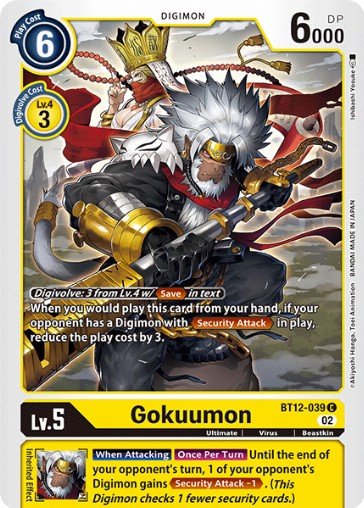 DIGIMON
Play Cost
6
DP
6000
Digivolve Cost
Lv.4
3
Ishibashi Yosuke
©Akiyoshi Hongo, Toei Animation BANDAI MADE IN JAPAN
Digivolve: 3 from Lv.4 w/ Save in text
When you would play this card from your hand, if your
opponent has a Digimon with Security Attack in play,
reduce the play cost by 3.
Lv.5
Gokuumon
BT12-039 C
02
Ultimate | Virus | Beastkin
Inherited Effect
When Attacking Once Per Turn Until the end of
your opponent's turn, 1 of your opponent's
Digimon gains Security Attack -1 . (This
Digimon checks 1 fewer security cards.)